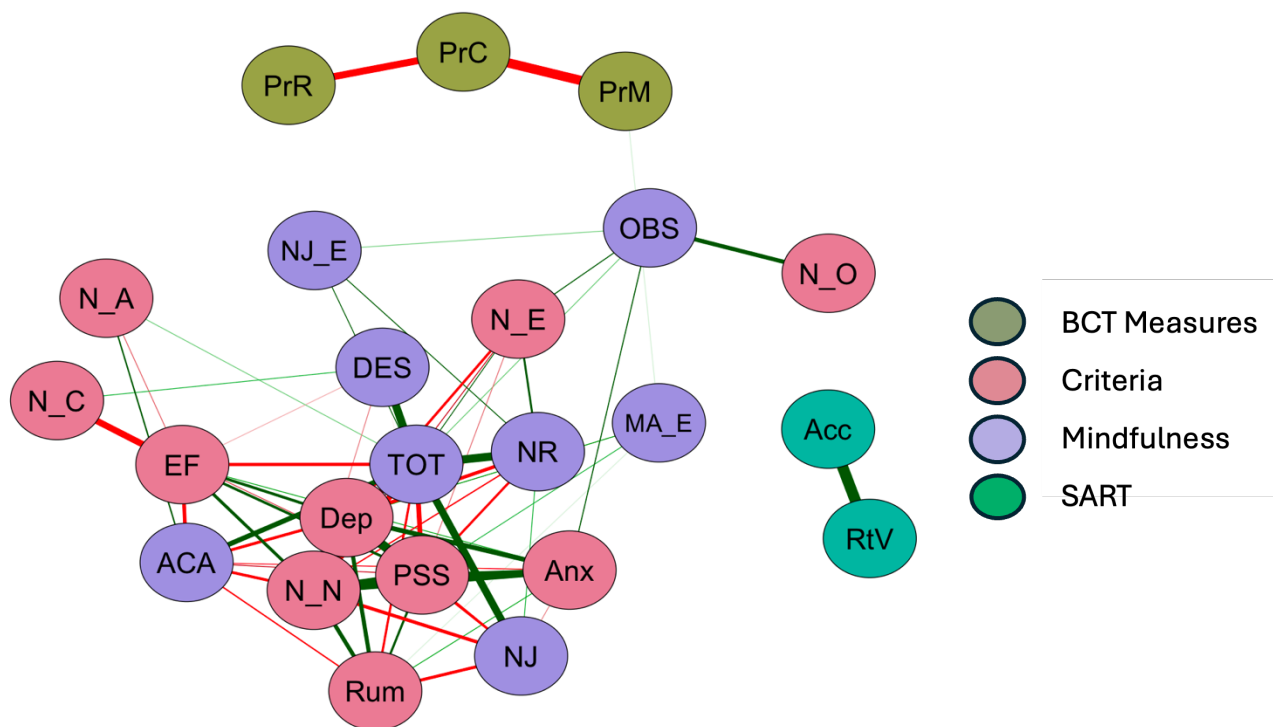 PrR
PrC
PrM
OBS
NJ_E
N_O
N_A
N_E
DES
N_C
MA_E
Acc
EF
TOT
NR
Dep
RtV
ACA
N_N
PSS
Anx
NJ
Rum
BCT Measures
Criteria
Mindfulness
SART